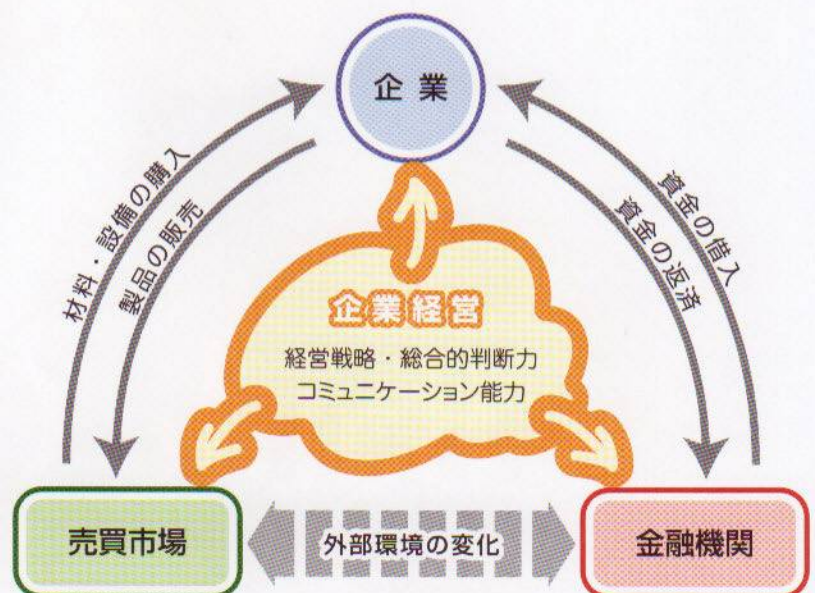 企業
材料・設備の購入
製品の販売
資金の借入
資金の返済
企業経営
経営戦略・総合的判断力
コミュニケーション能力
売買市場
外部環境の変化
金融機関